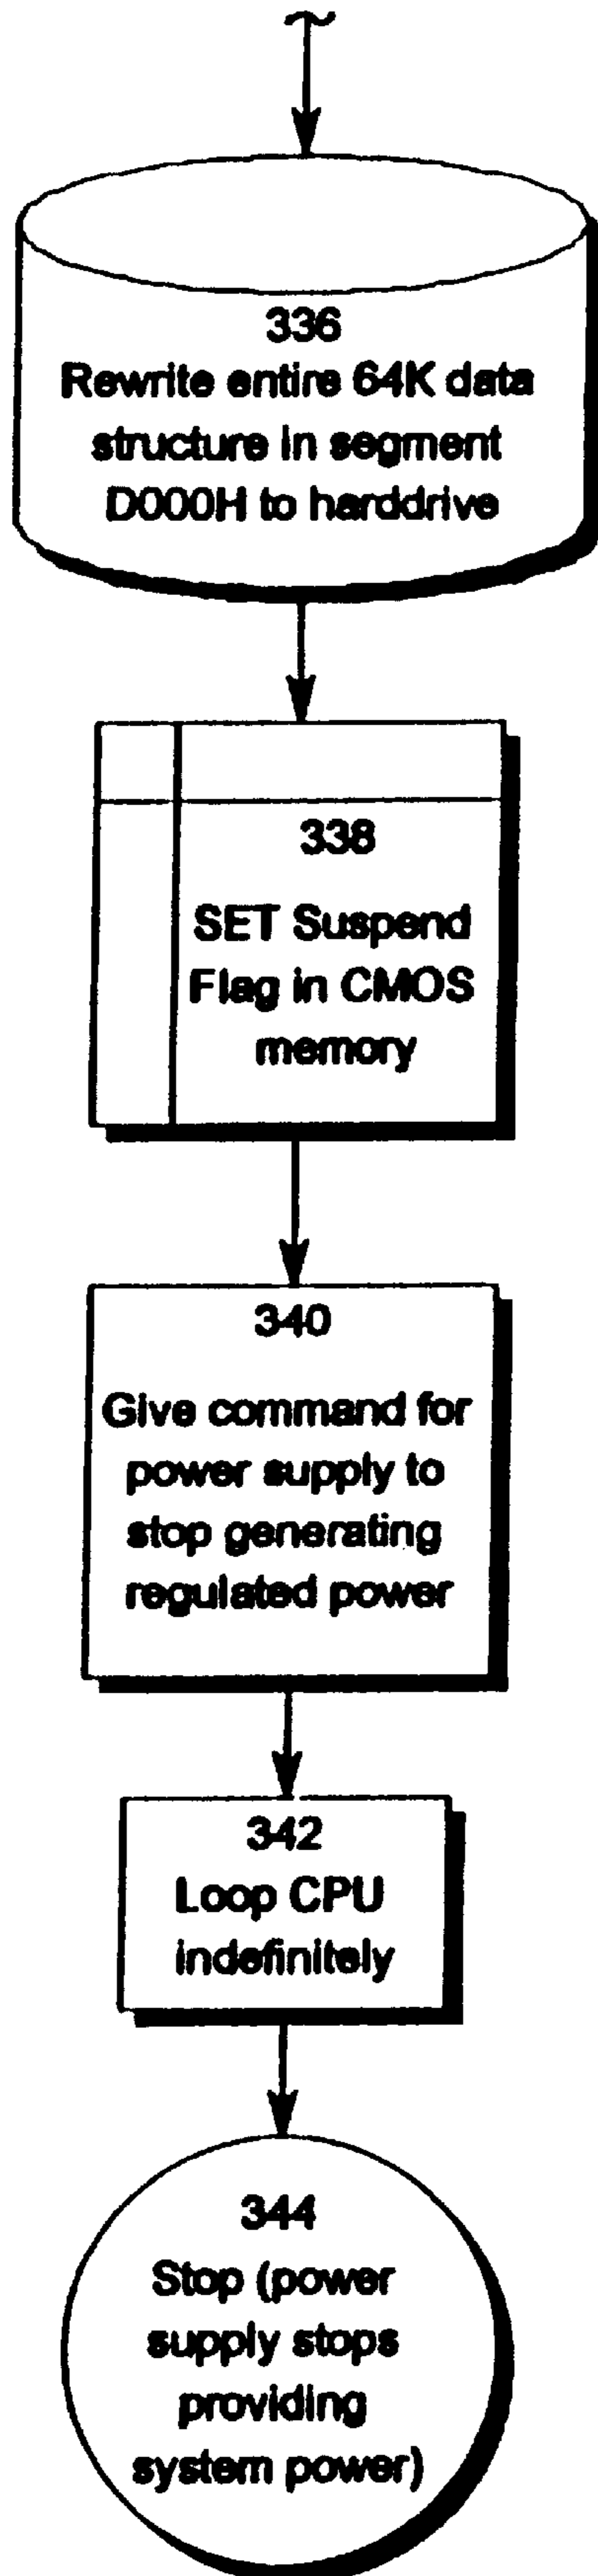 336
Rewrite entire 64K data
structure in segment
D000H to harddrive
338
SET Suspend
Flag in CMOS
memory
340
Give command for
power supply to
stop generating
regulated power
342
Loop CPU
indefinitely
344
Stop (power
supply stops
providing
system power)